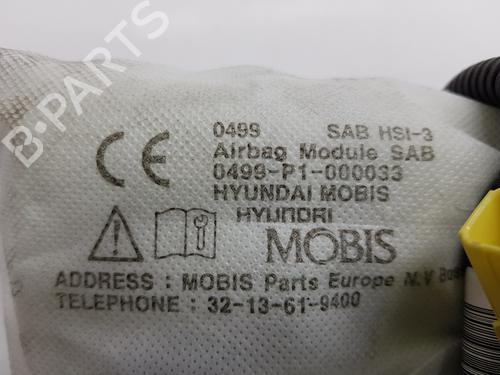 B-Parts
0499 SAB HSI-3
CE Airbag Module SAB
0499-P1-000033
HYUNDAI MOBIS
HYUNDAI
MOBIS
ADDRESS : MOBIS Parts Europe N.V
TELEPHONE : 32-13-61-9400